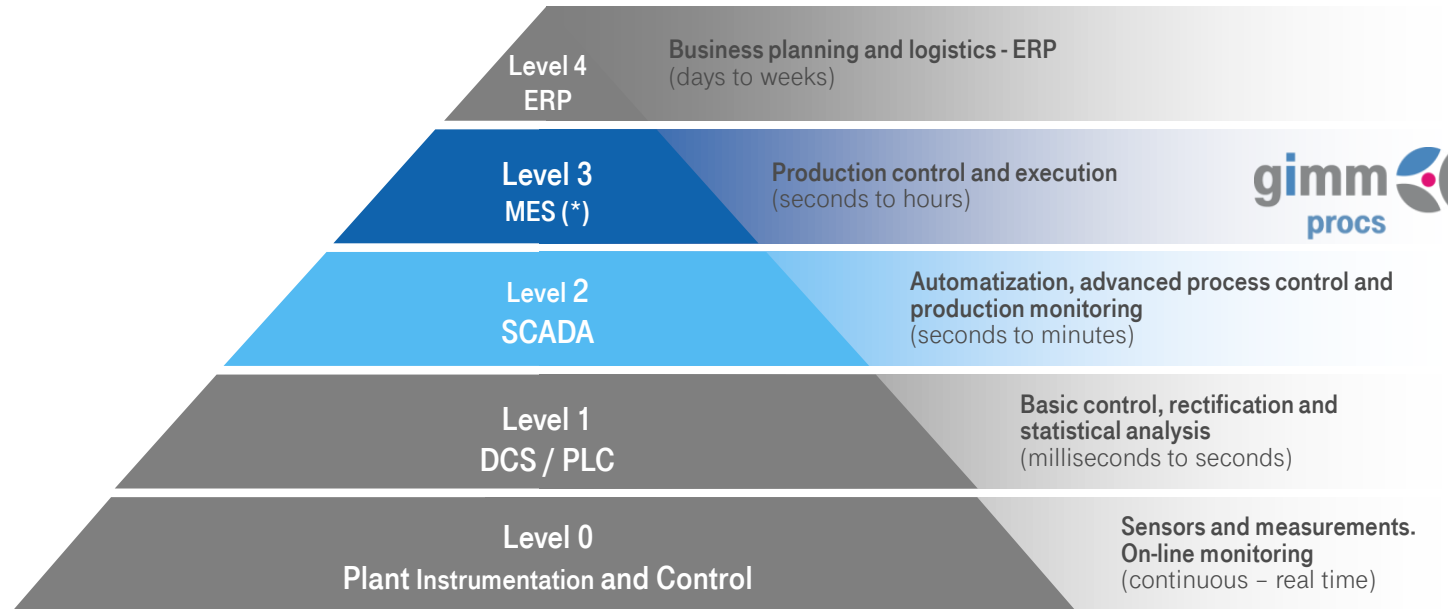 Level 4
ERP
Business planning and logistics - ERP
(days to weeks)
Level 3
MES (*)
Production control and execution
(seconds to hours)
gimm
procs
Level 2
SCADA
Automatization, advanced process control and
production monitoring
(seconds to minutes)
Level 1
DCS / PLC
Basic control, rectification and
statistical analysis
(milliseconds to seconds)
Level 0
Plant Instrumentation and Control
Sensors and measurements.
On-line monitoring
(continuous – real time)